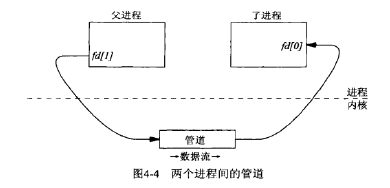 父进程
子进程
fd[1]
fd[0]
进程
内核
管道
→数据流→
图4-4 两个进程间的管道